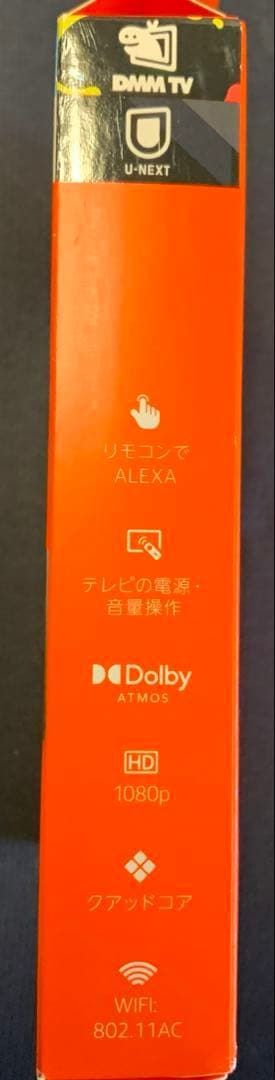 DMM TV
U-NEXT
リモコンで
ALEXA
テレビの電源・
音量操作
Dolby
ATMOS
HD
1080p
クアッドコア
WIFI:
802.11AC